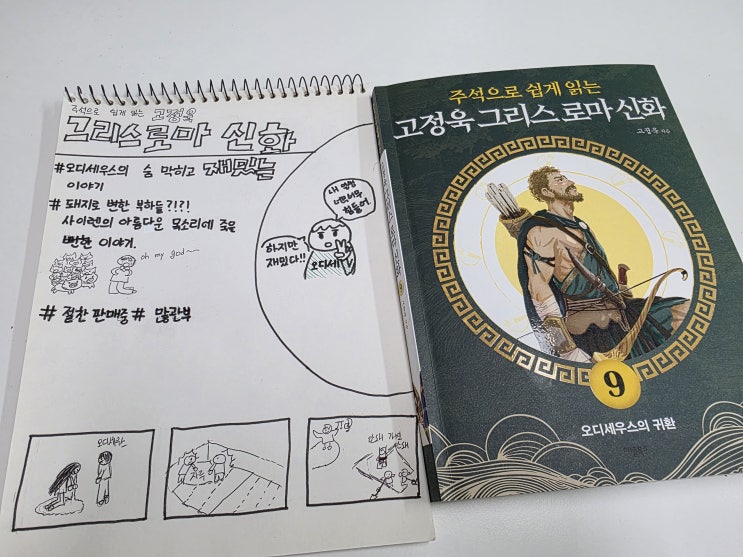 주석으로 쉽게 읽는 고정욱
그리스로마 신화
#오디세우스의 숨 막히고 재밌는
이야기
# 돼지로 변한 부하들?!?!
사이렌의 아름다운 목소리에 죽을
뻔한 이야기.
oh my god~
# 절찬 판매중 # 많관부
내 여정
너무너무
힘들어
하지만
재밌다!!
오디세
오디세우스
주석으로 쉽게 읽는
고정욱 그리스 로마 신화
고정욱 지음
9
오디세우스의 귀환